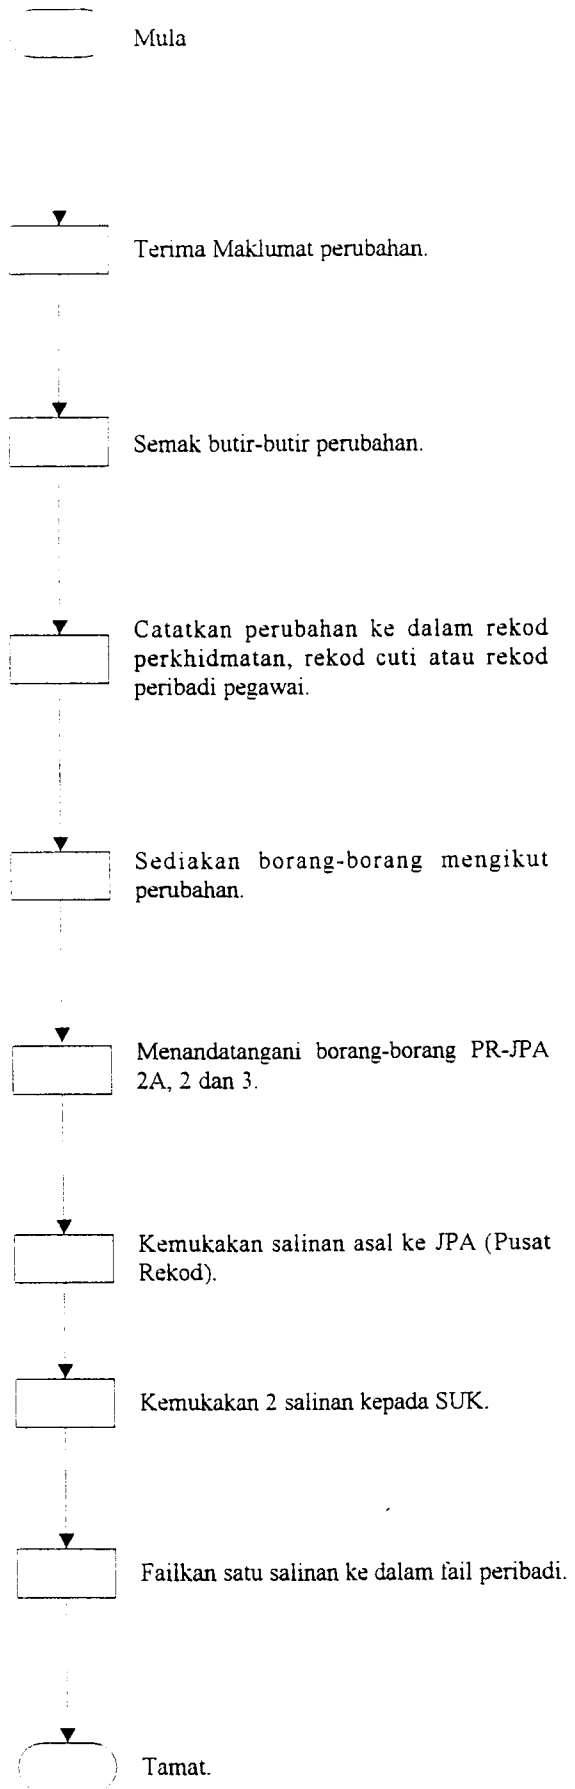 Mula
Terima Maklumat perubahan.
Semak butir-butir perubahan.
Catatkan perubahan ke dalam rekod
perkhidmatan, rekod cuti atau rekod
peribadi pegawai.
Sediakan borang-borang mengikut
perubahan.
Menandatangani borang-borang PR-JPA
2A, 2 dan 3.
Kemukakan salinan asal ke JPA (Pusat
Rekod).
Kemukakan 2 salinan kepada SUK.
Failkan satu salinan ke dalam fail peribadi.
Tamat.